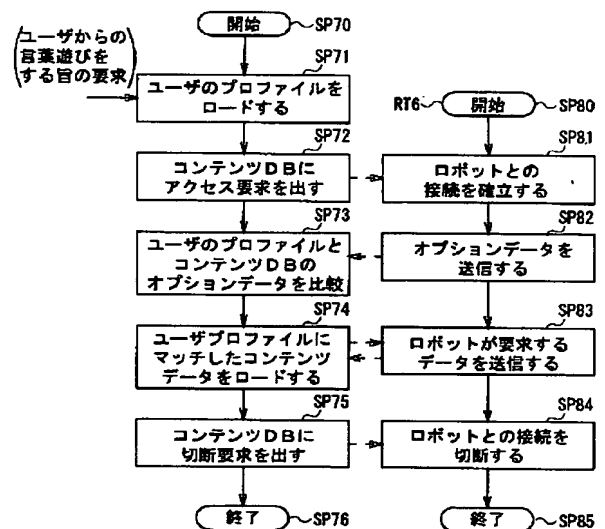 開始
SP70
ユーザからの
言葉遊びを
する旨の要求
SP71
ユーザのプロファイルを
ロードする
SP72
コンテンツDBに
アクセス要求を出す
SP73
ユーザのプロファイルと
コンテンツDBの
オプションデータを比較
SP74
ユーザプロファイルに
マッチしたコンテンツ
データをロードする
SP75
コンテンツDBに
切断要求を出す
終了
SP76
RT6
開始
SP80
SP81
ロボットとの
接続を確立する
SP82
オプションデータを
送信する
SP83
ロボットが要求する
データを送信する
SP84
ロボットとの接続を
切断する
終了
SP85